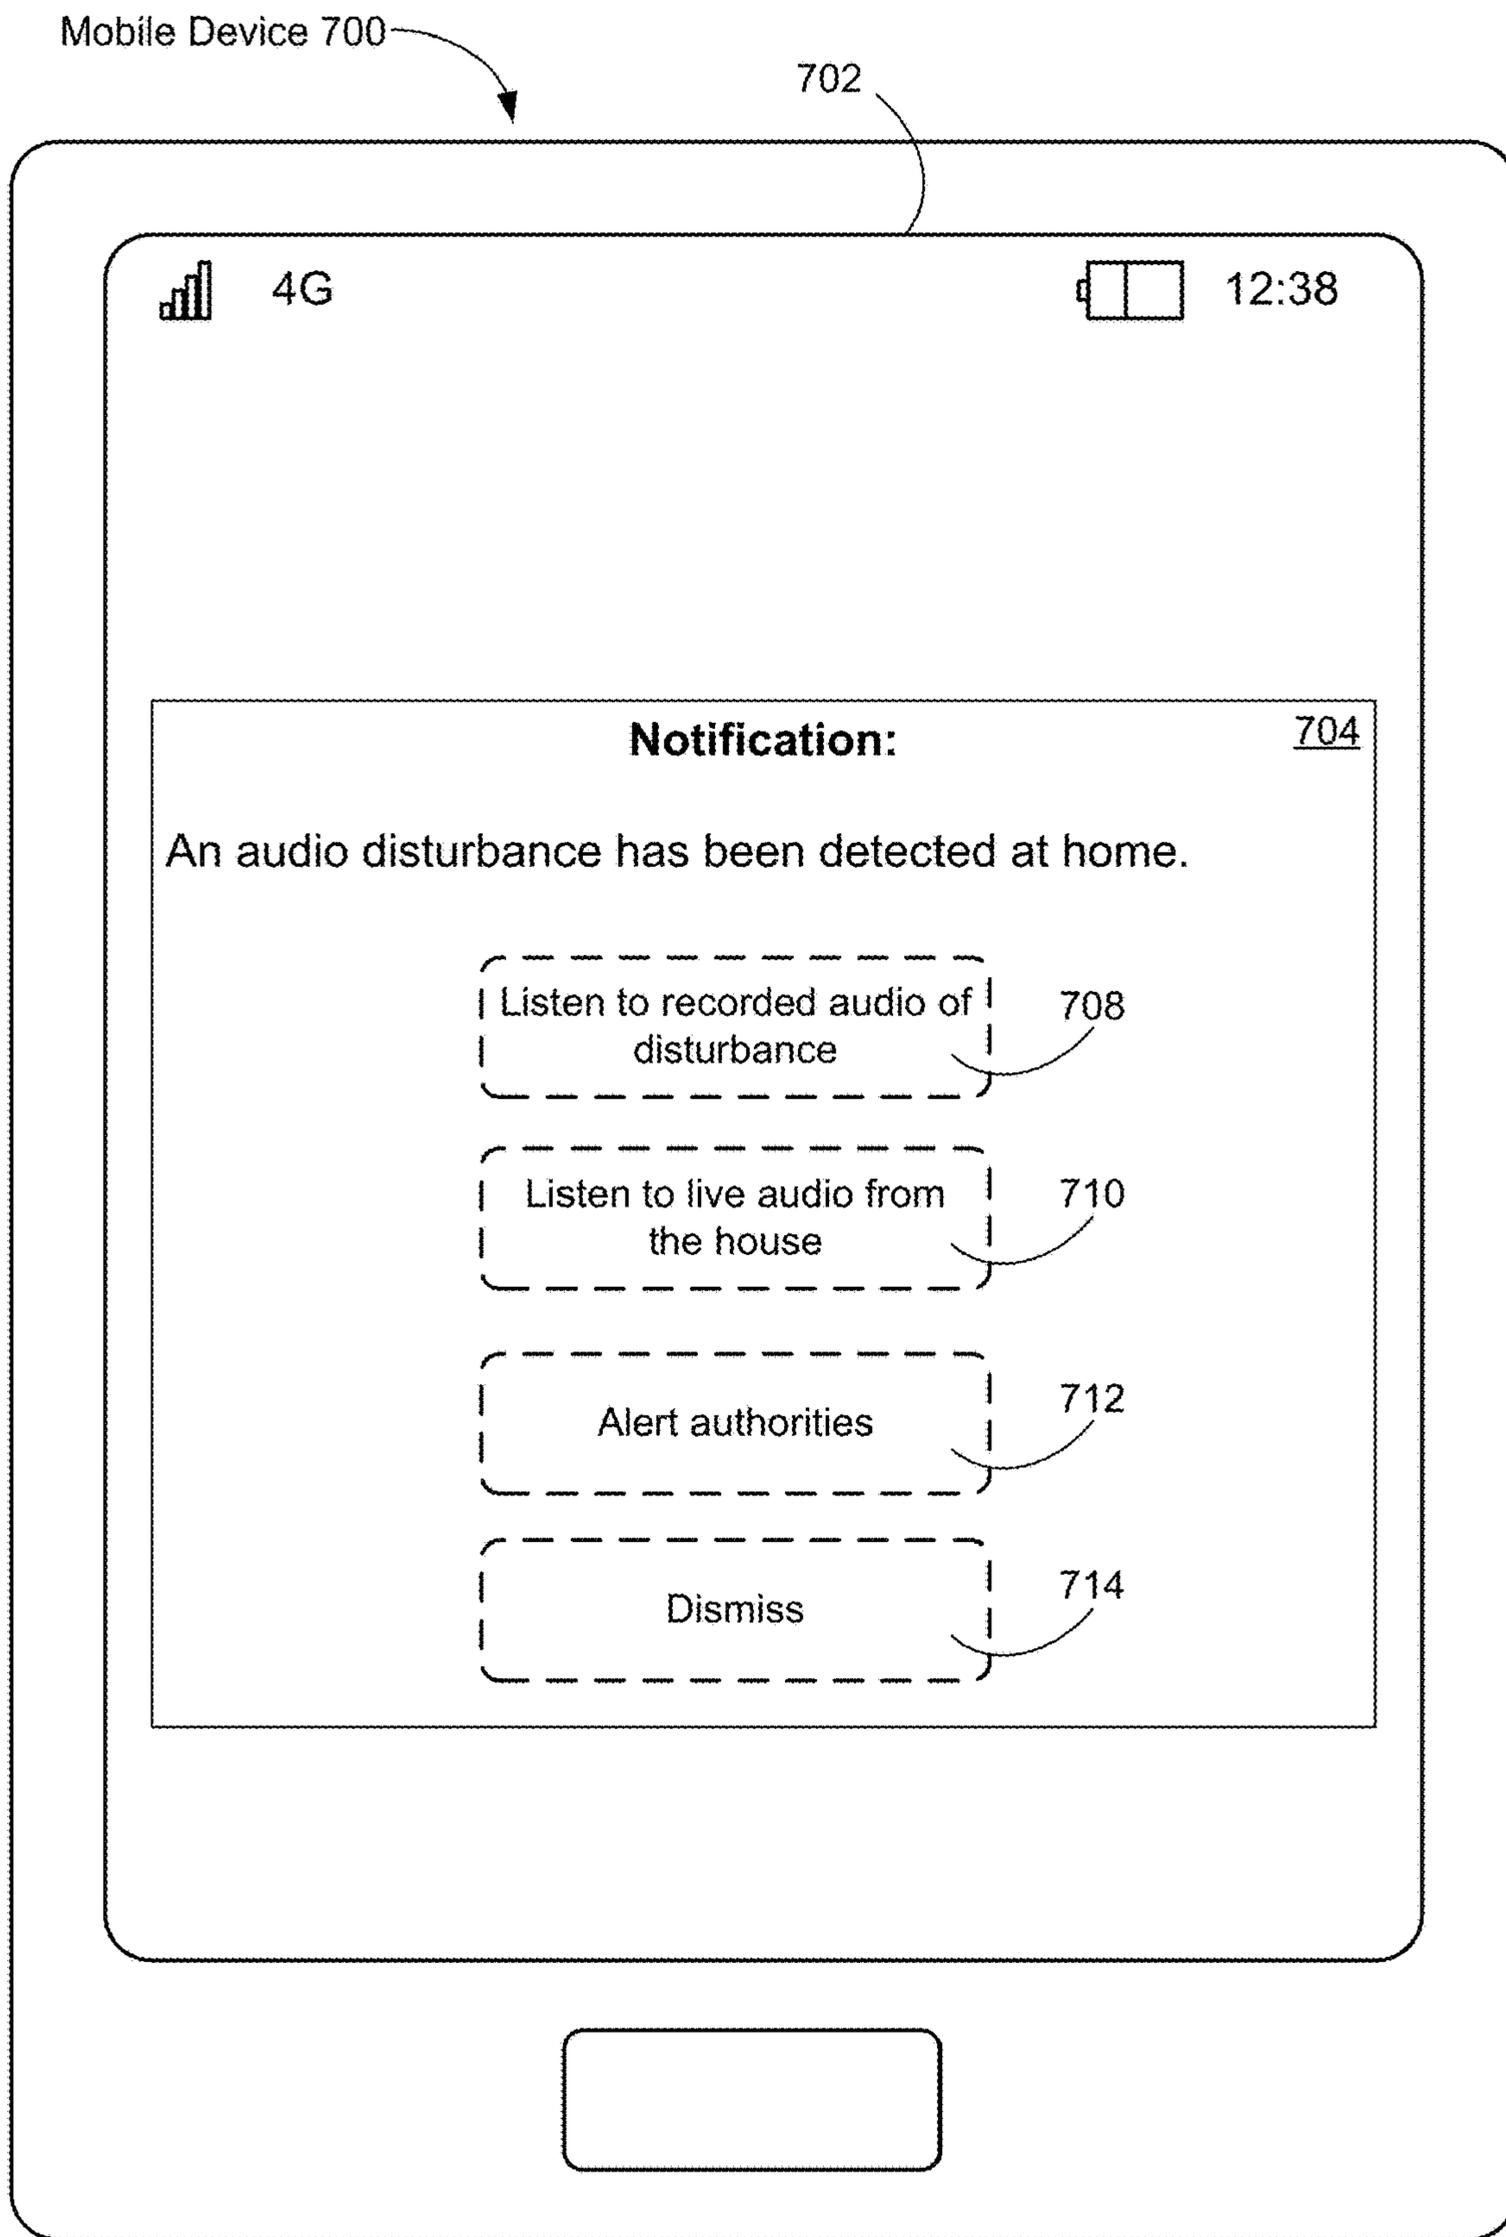 Mobile Device 700
702
4G
12:38
Notification:
704
An audio disturbance has been detected at home.
Listen to recorded audio of
disturbance
708
Listen to live audio from
the house
710
Alert authorities
712
Dismiss
714